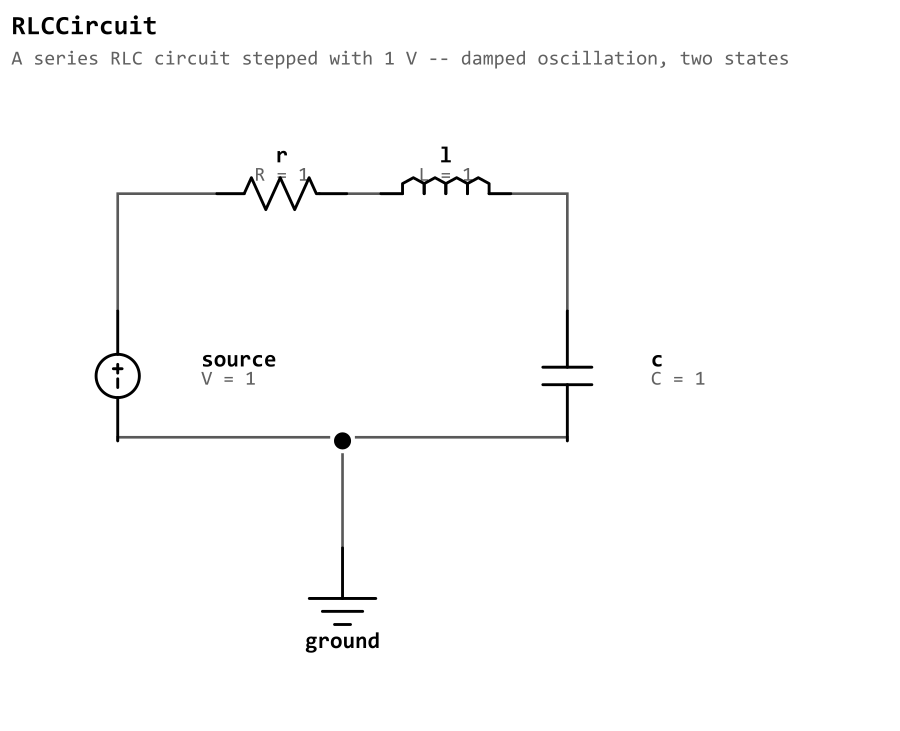 RLCCircuit
A series RLC circuit stepped with 1 V -- damped oscillation, two states
r
R = 1
l
L = 1
source
V = 1
c
C = 1
ground